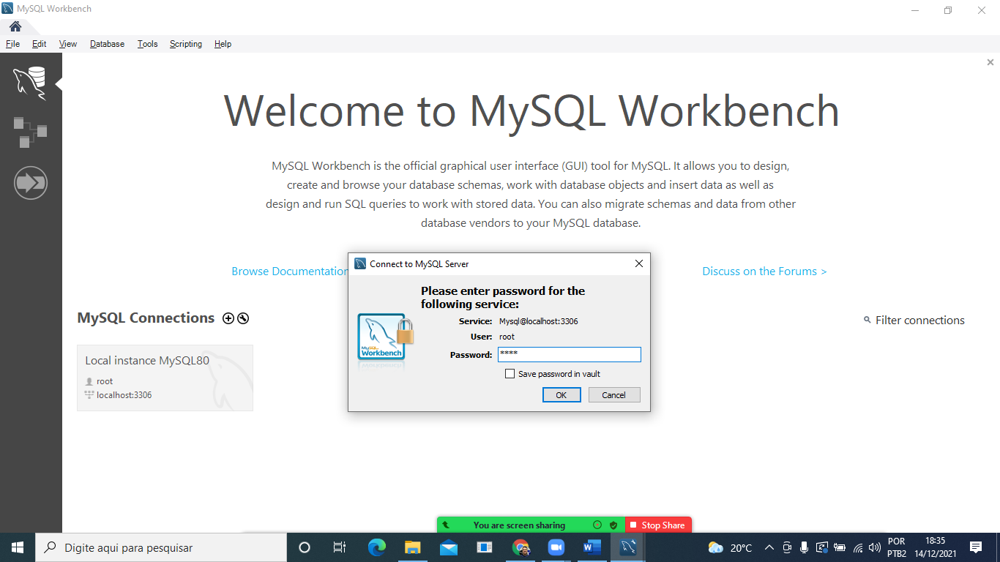 MySQL Workbench
File Edit View Database Tools Scripting Help
Welcome to MySQL Workbench
MySQL Workbench is the official graphical user interface (GUI) tool for MySQL. It allows you to design,
create and browse your database schemas, work with database objects and insert data as well as
design and run SQL queries to work with stored data. You can also migrate schemas and data from other
database vendors to your MySQL database.
Browse Documentation
Discuss on the Forums >
MySQL Connections
Filter connections
Local instance MySQL80
root
localhost:3306
Connect to MySQL Server
Please enter password for the
following service:
MySQL
Workbench
Service: Mysql@localhost:3306
User: root
Password: ****
Save password in vault
OK Cancel
You are screen sharing
Stop Share
Digite aqui para pesquisar
20°C
POR
PTB2
18:35
14/12/2021